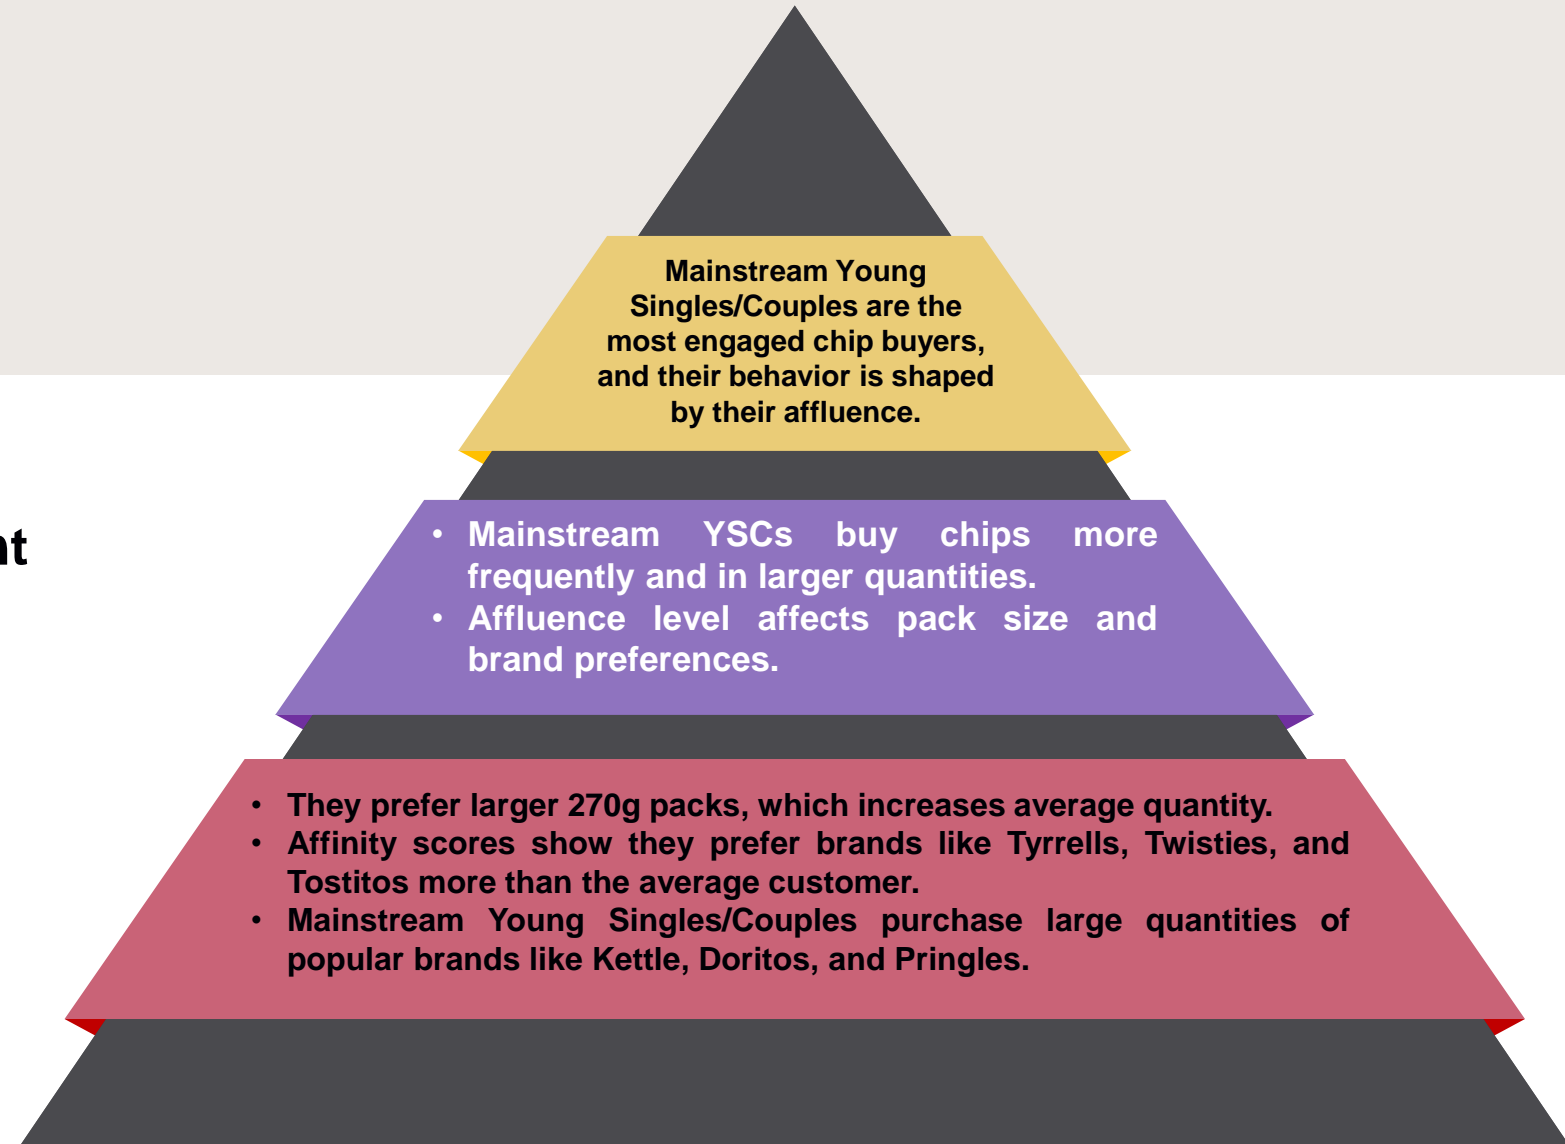 Mainstream Young
Singles/Couples are the
most engaged chip buyers,
and their behavior is shaped
by their affluence.
• Mainstream YSCs buy chips more
frequently and in larger quantities.
• Affluence level affects pack size and
brand preferences.
• They prefer larger 270g packs, which increases average quantity.
• Affinity scores show they prefer brands like Tyrrells, Twisties, and
Tostitos more than the average customer.
• Mainstream Young Singles/Couples purchase large quantities of
popular brands like Kettle, Doritos, and Pringles.